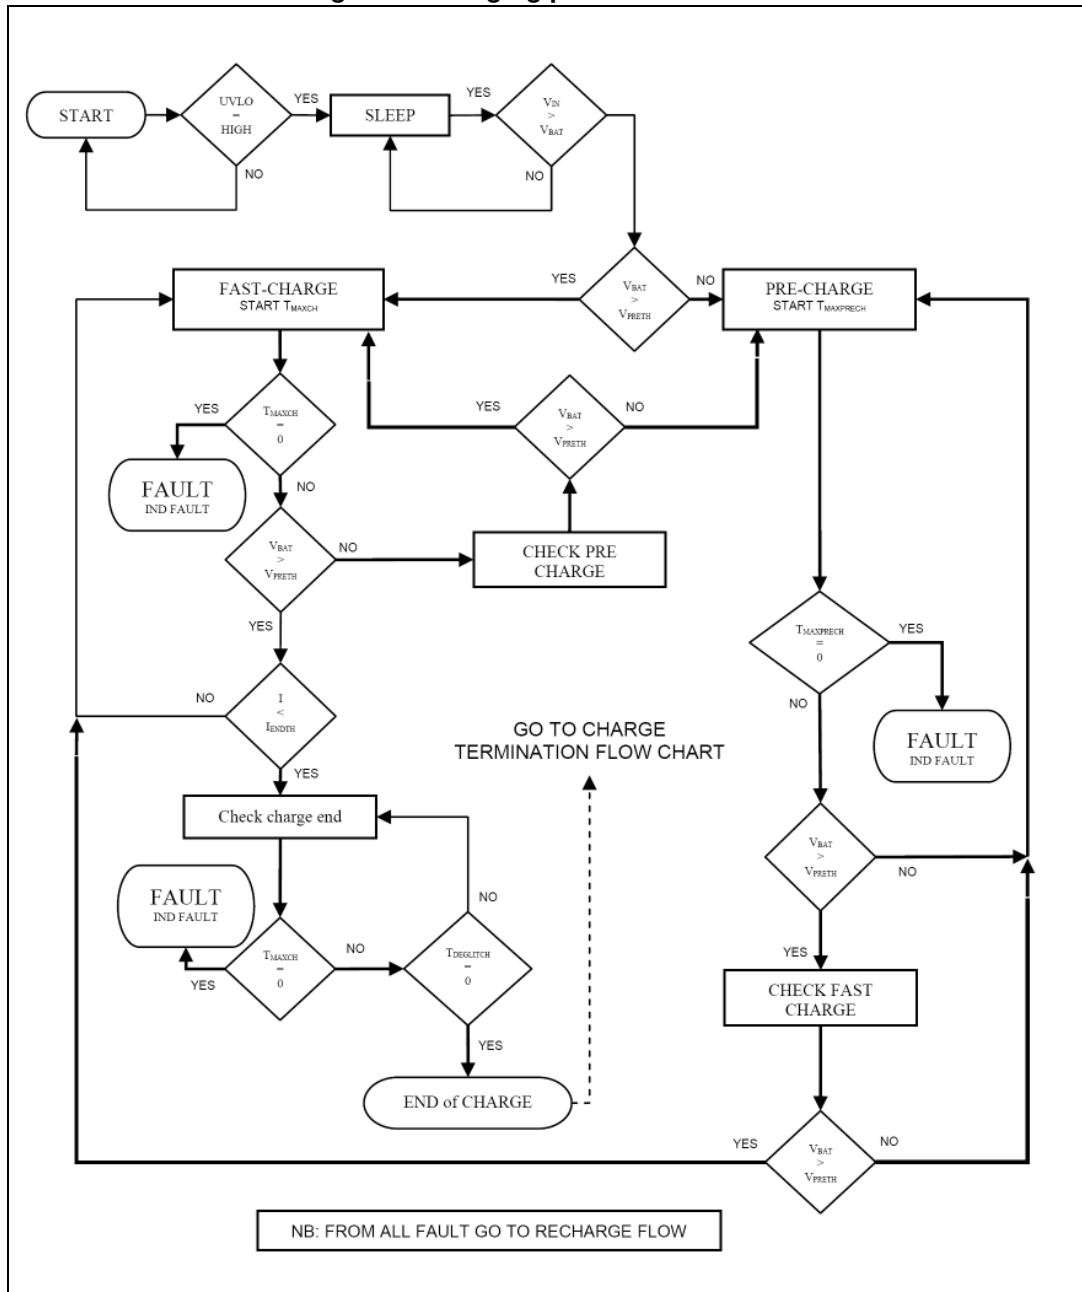 START
UVLO
=
HIGH
YES
NO
SLEEP
VIN
>
VBAT
NO
FAST-CHARGE
START TMAXCH
YES
VBAT
>
VPRETH
NO
PRE-CHARGE
START TMAXPRECH
YES
TMAXCH
=
0
NO
FAULT
IND FAULT
YES
VBAT
>
VPRETH
NO
VBAT
>
VPRETH
NO
YES
CHECK PRE
CHARGE
TMAXPRECH
=
0
YES
NO
FAULT
IND FAULT
NO
I
<
IENDTH
YES
GO TO CHARGE
TERMINATION FLOW CHART
Check charge end
VBAT
>
VPRETH
NO
YES
FAULT
IND FAULT
TMAXCH
=
0
YES
NO
TDEGLITCH
=
0
NO
YES
CHECK FAST
CHARGE
END of CHARGE
YES
VBAT
>
VPRETH
NO
NB: FROM ALL FAULT GO TO RECHARGE FLOW